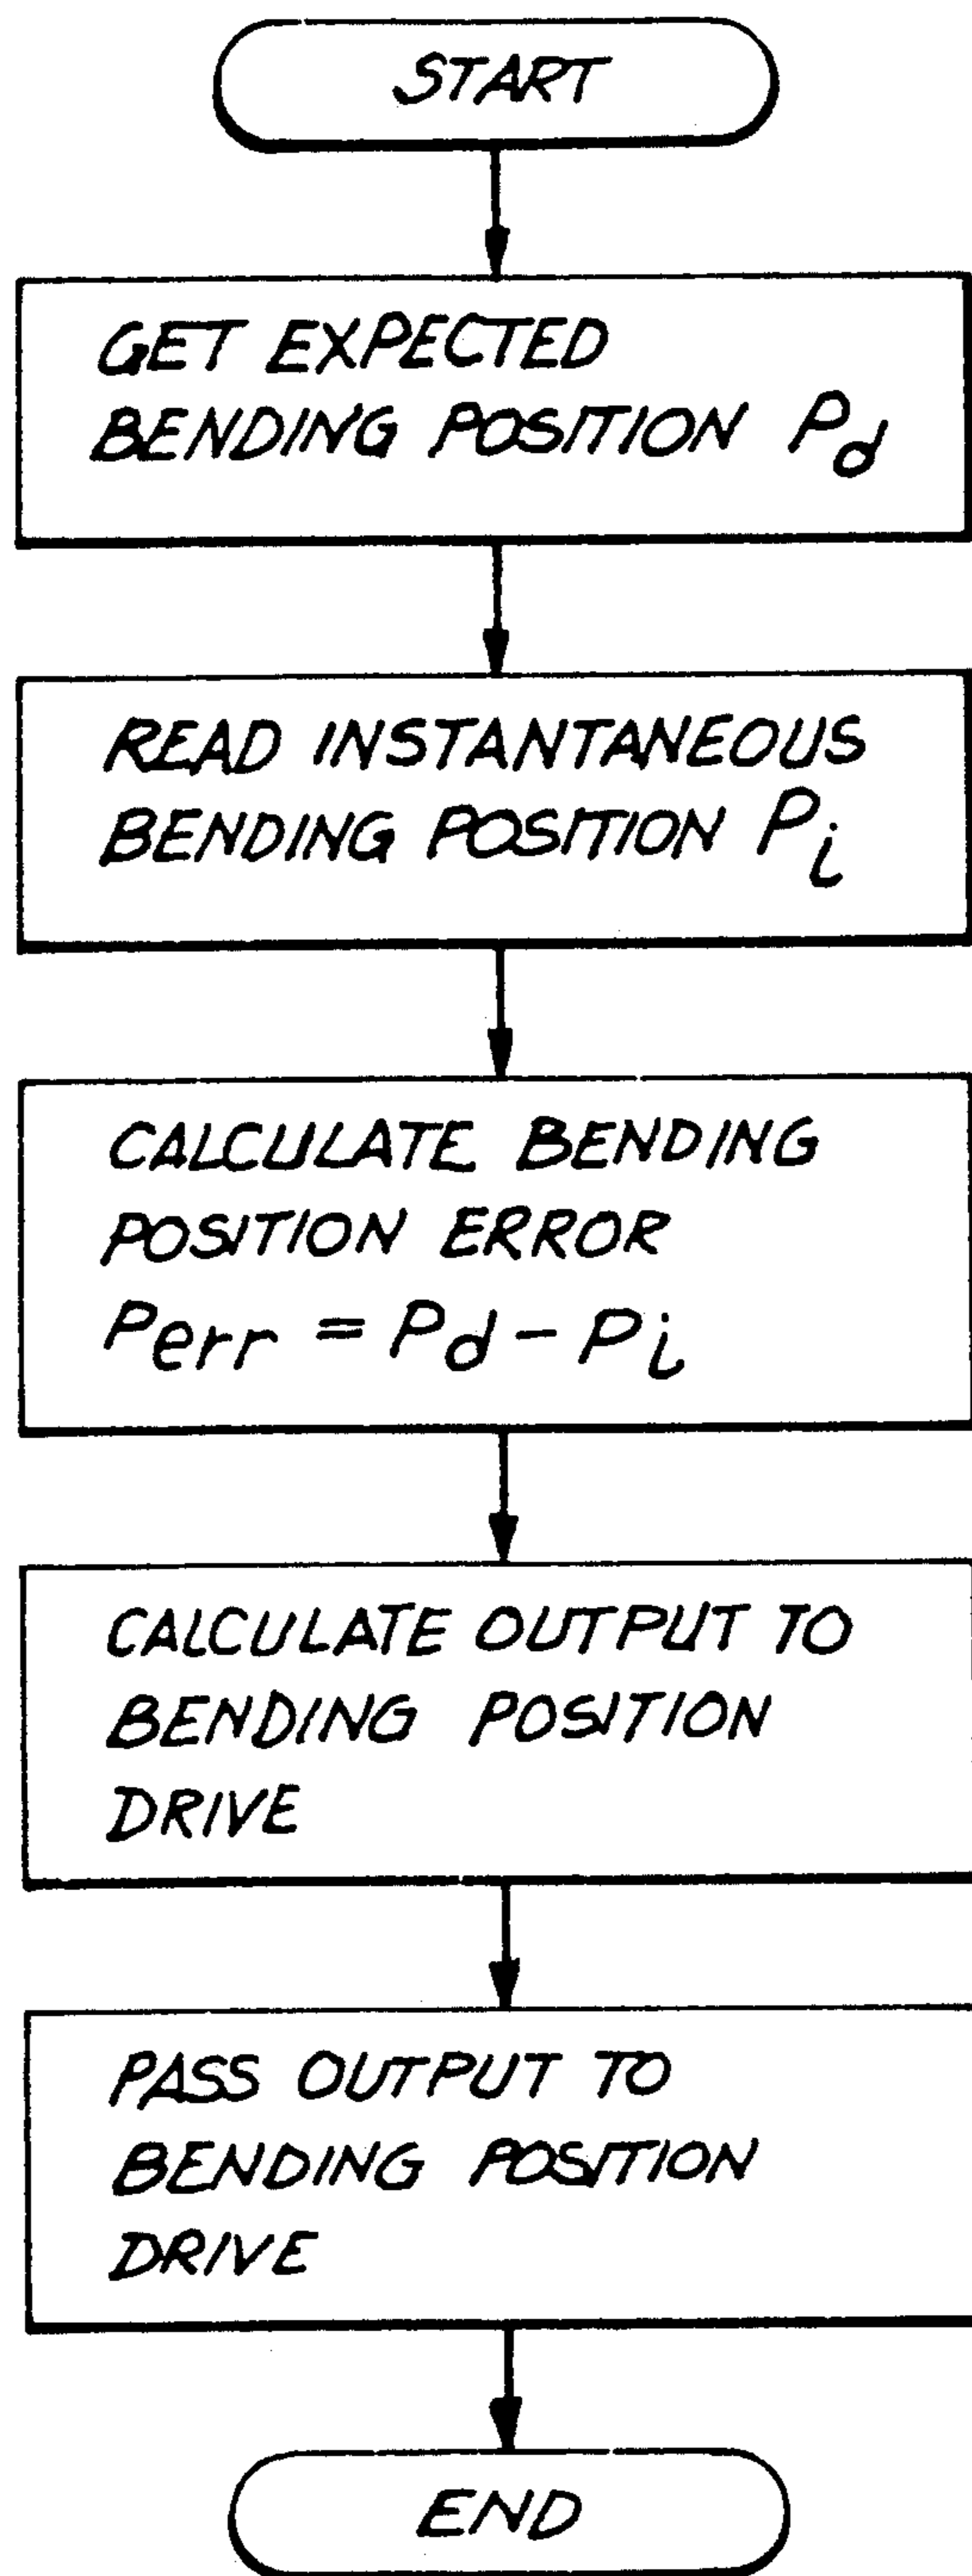 START
GET EXPECTED
BENDING POSITION Pd
READ INSTANTANEOUS
BENDING POSITION Pi
CALCULATE BENDING
POSITION ERROR
Perr = Pd - Pi
CALCULATE OUTPUT TO
BENDING POSITION
DRIVE
PASS OUTPUT TO
BENDING POSITION
DRIVE
END